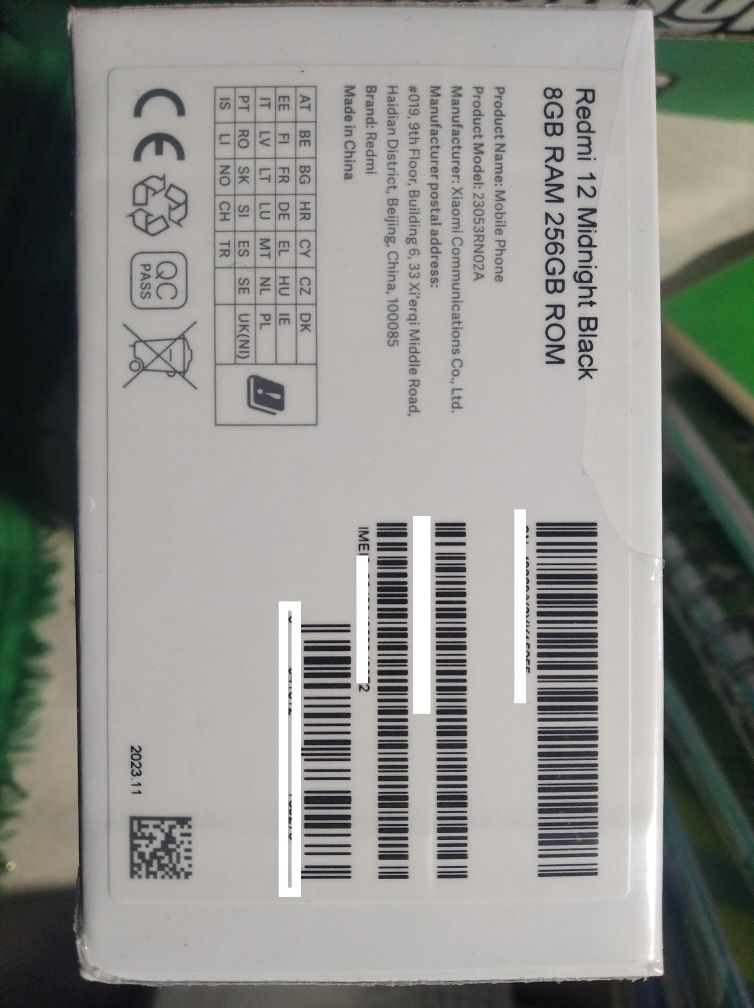 Redmi 12 Midnight Black
8GB RAM 256GB ROM
Product Name: Mobile Phone
Product Model: 23053RN02A
Manufacturer: Xiaomi Communications Co., Ltd.
Manufacturer postal address:
#019, 9th Floor, Building 6, 33 Xi'erqi Middle Road,
Haidian District, Beijing, China, 100085
Brand: Redmi
Made in China
AT BE BG HR CY CZ DK
EE FI FR DE EL HU IE
IT LV LT LU MT NL PL
PT RO SK SI ES SE UK(NI)
IS LI NO CH TR
CE
QC
PASS
IMEI
2023.11